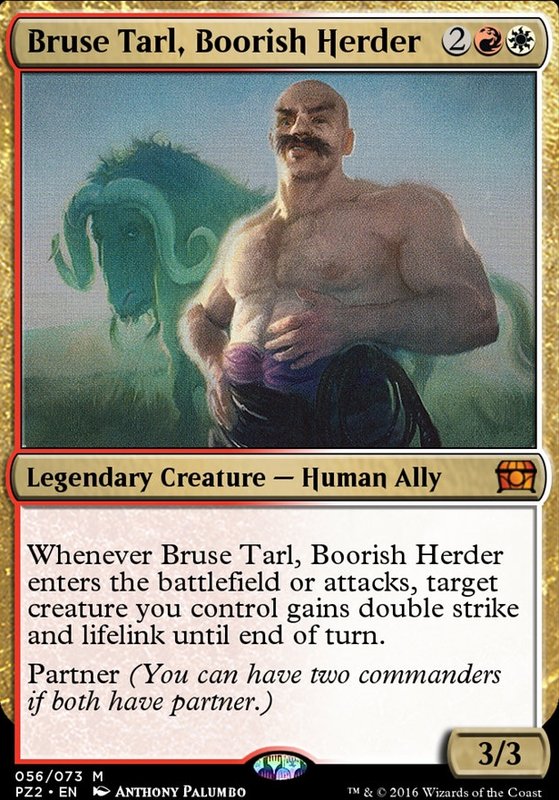 Bruse Tarl, Boorish Herder 2
Legendary Creature — Human Ally
Whenever Bruse Tarl, Boorish Herder
enters the battlefield or attacks, target
creature you control gains double strike
and lifelink until end of turn.
Partner (You can have two commanders
if both have partner.)
3/3
056/073 M
PZ2 • EN Anthony Palumbo ™ & © 2016 Wizards of the Coast